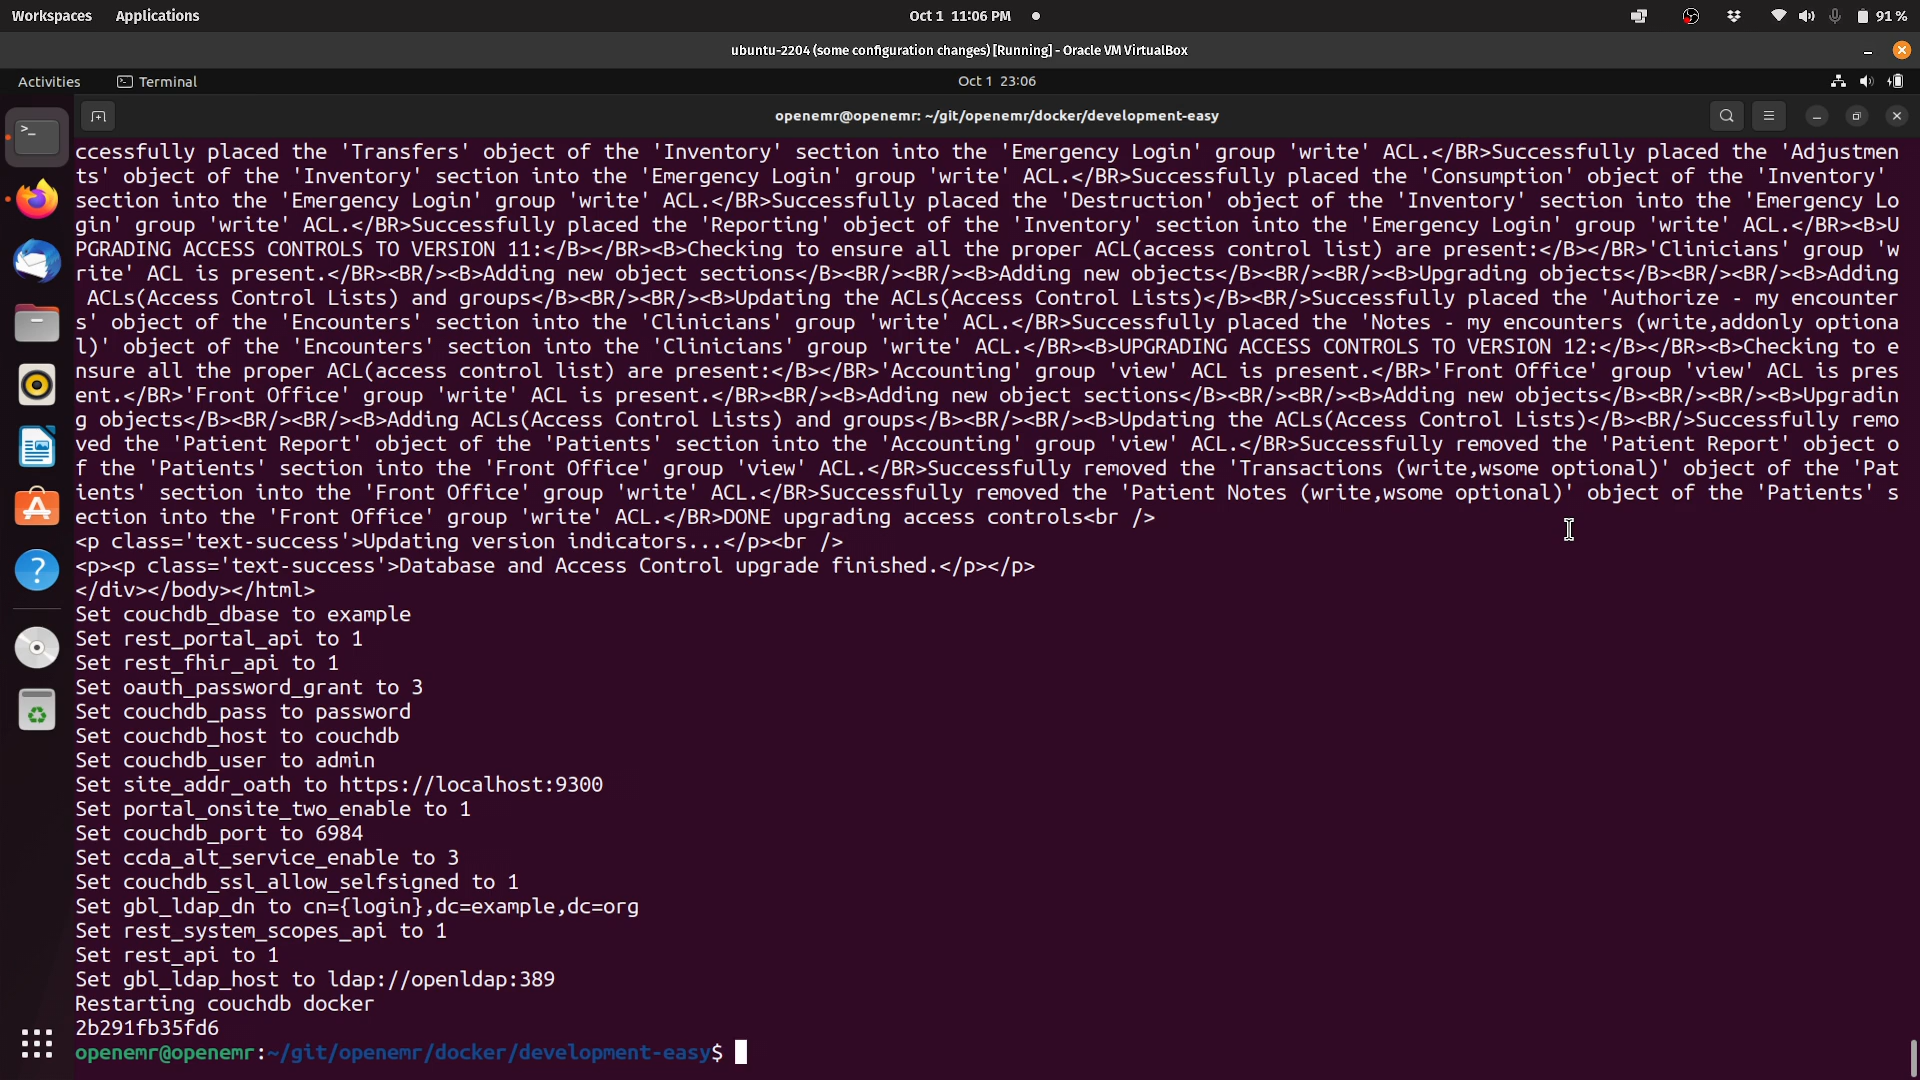 Workspaces Applications Oct 1 11:06 PM 91 %
ubuntu-2204 (some configuration changes) [Running] - Oracle VM VirtualBox
Activities Terminal Oct 1 23:06
openemr@openemr: ~/git/openemr/docker/development-easy
ccessfully placed the 'Transfers' object of the 'Inventory' section into the 'Emergency Login' group 'write' ACL.</BR>Successfully placed the 'Adjustmen
ts' object of the 'Inventory' section into the 'Emergency Login' group 'write' ACL.</BR>Successfully placed the 'Consumption' object of the 'Inventory'
section into the 'Emergency Login' group 'write' ACL.</BR>Successfully placed the 'Destruction' object of the 'Inventory' section into the 'Emergency Lo
gin' group 'write' ACL.</BR>Successfully placed the 'Reporting' object of the 'Inventory' section into the 'Emergency Login' group 'write' ACL.</BR><B>U
PGRADING ACCESS CONTROLS TO VERSION 11:</B></BR><B>Checking to ensure all the proper ACL(access control list) are present:</B></BR>'Clinicians' group 'w
rite' ACL is present.</BR><BR/><B>Adding new object sections</B><BR/><BR/><B>Adding new objects</B><BR/><BR/><B>Upgrading objects</B><BR/><BR/><B>Adding
 ACLs(Access Control Lists) and groups</B><BR/><BR/><B>Updating the ACLs(Access Control Lists)</B><BR/>Successfully placed the 'Authorize - my encounter
s' object of the 'Encounters' section into the 'Clinicians' group 'write' ACL.</BR>Successfully placed the 'Notes - my encounters (write,addonly optiona
l)' object of the 'Encounters' section into the 'Clinicians' group 'write' ACL.</BR><B>UPGRADING ACCESS CONTROLS TO VERSION 12:</B></BR><B>Checking to e
nsure all the proper ACL(access control list) are present:</B></BR>'Accounting' group 'view' ACL is present.</BR>'Front Office' group 'view' ACL is pres
ent.</BR>'Front Office' group 'write' ACL is present.</BR><BR/><B>Adding new object sections</B><BR/><BR/><B>Adding new objects</B><BR/><BR/><B>Upgradin
g objects</B><BR/><BR/><B>Adding ACLs(Access Control Lists) and groups</B><BR/><BR/><B>Updating the ACLs(Access Control Lists)</B><BR/>Successfully remo
ved the 'Patient Report' object of the 'Patients' section into the 'Accounting' group 'view' ACL.</BR>Successfully removed the 'Patient Report' object o
f the 'Patients' section into the 'Front Office' group 'view' ACL.</BR>Successfully removed the 'Transactions (write,wsome optional)' object of the 'Pat
ients' section into the 'Front Office' group 'write' ACL.</BR>Successfully removed the 'Patient Notes (write,wsome optional)' object of the 'Patients' s
ection into the 'Front Office' group 'write' ACL.</BR>DONE upgrading access controls<br />
<p class='text-success'>Updating version indicators...</p><br />
<p><p class='text-success'>Database and Access Control upgrade finished.</p></p>
</div></body></html>
Set couchdb_dbase to example
Set rest_portal_api to 1
Set rest_fhir_api to 1
Set oauth_password_grant to 3
Set couchdb_pass to password
Set couchdb_host to couchdb
Set couchdb_user to admin
Set site_addr_oath to https://localhost:9300
Set portal_onsite_two_enable to 1
Set couchdb_port to 6984
Set ccda_alt_service_enable to 3
Set couchdb_ssl_allow_selfsigned to 1
Set gbl_ldap_dn to cn={login},dc=example,dc=org
Set rest_system_scopes_api to 1
Set rest_api to 1
Set gbl_ldap_host to ldap://openldap:389
Restarting couchdb docker
2b291fb35fd6
openemr@openemr:~/git/openemr/docker/development-easy$